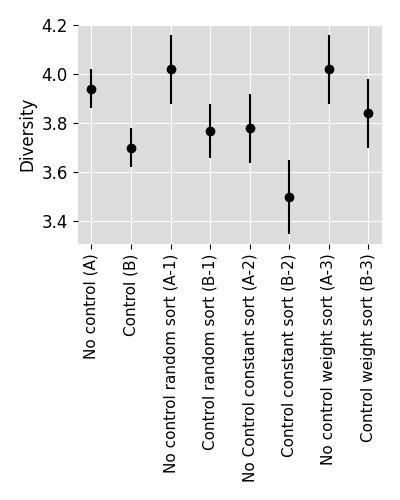 Diversity
4.2
4.0
3.8
3.6
3.4
No control (A)
Control (B)
No control random sort (A-1)
Control random sort (B-1)
No Control constant sort (A-2)
Control constant sort (B-2)
No control weight sort (A-3)
Control weight sort (B-3)